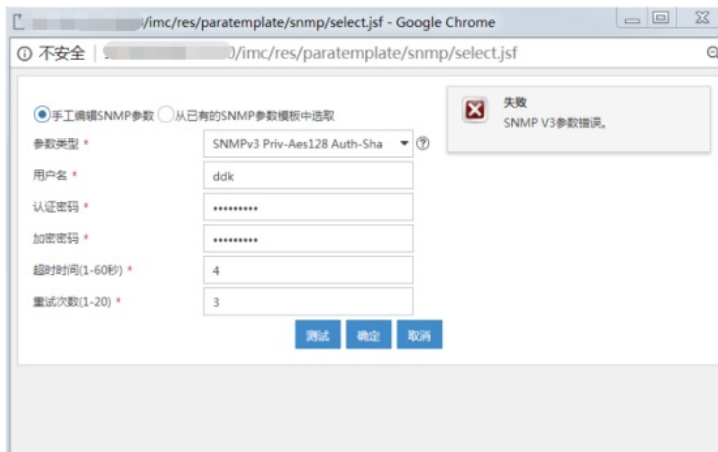 /imc/res/paratemplate/snmp/select.jsf - Google Chrome
不安全 | 0/imc/res/paratemplate/snmp/select.jsf
手工编辑SNMP参数 从已有的SNMP参数模板中选取
失败
SNMP V3参数错误。
参数类型 * SNMPv3 Priv-Aes128 Auth-Sha
用户名 * ddk
认证密码 * •••••••••
加密密码 * •••••••••
超时时间(1-60秒) * 4
重试次数(1-20) * 3
测试 确定 取消